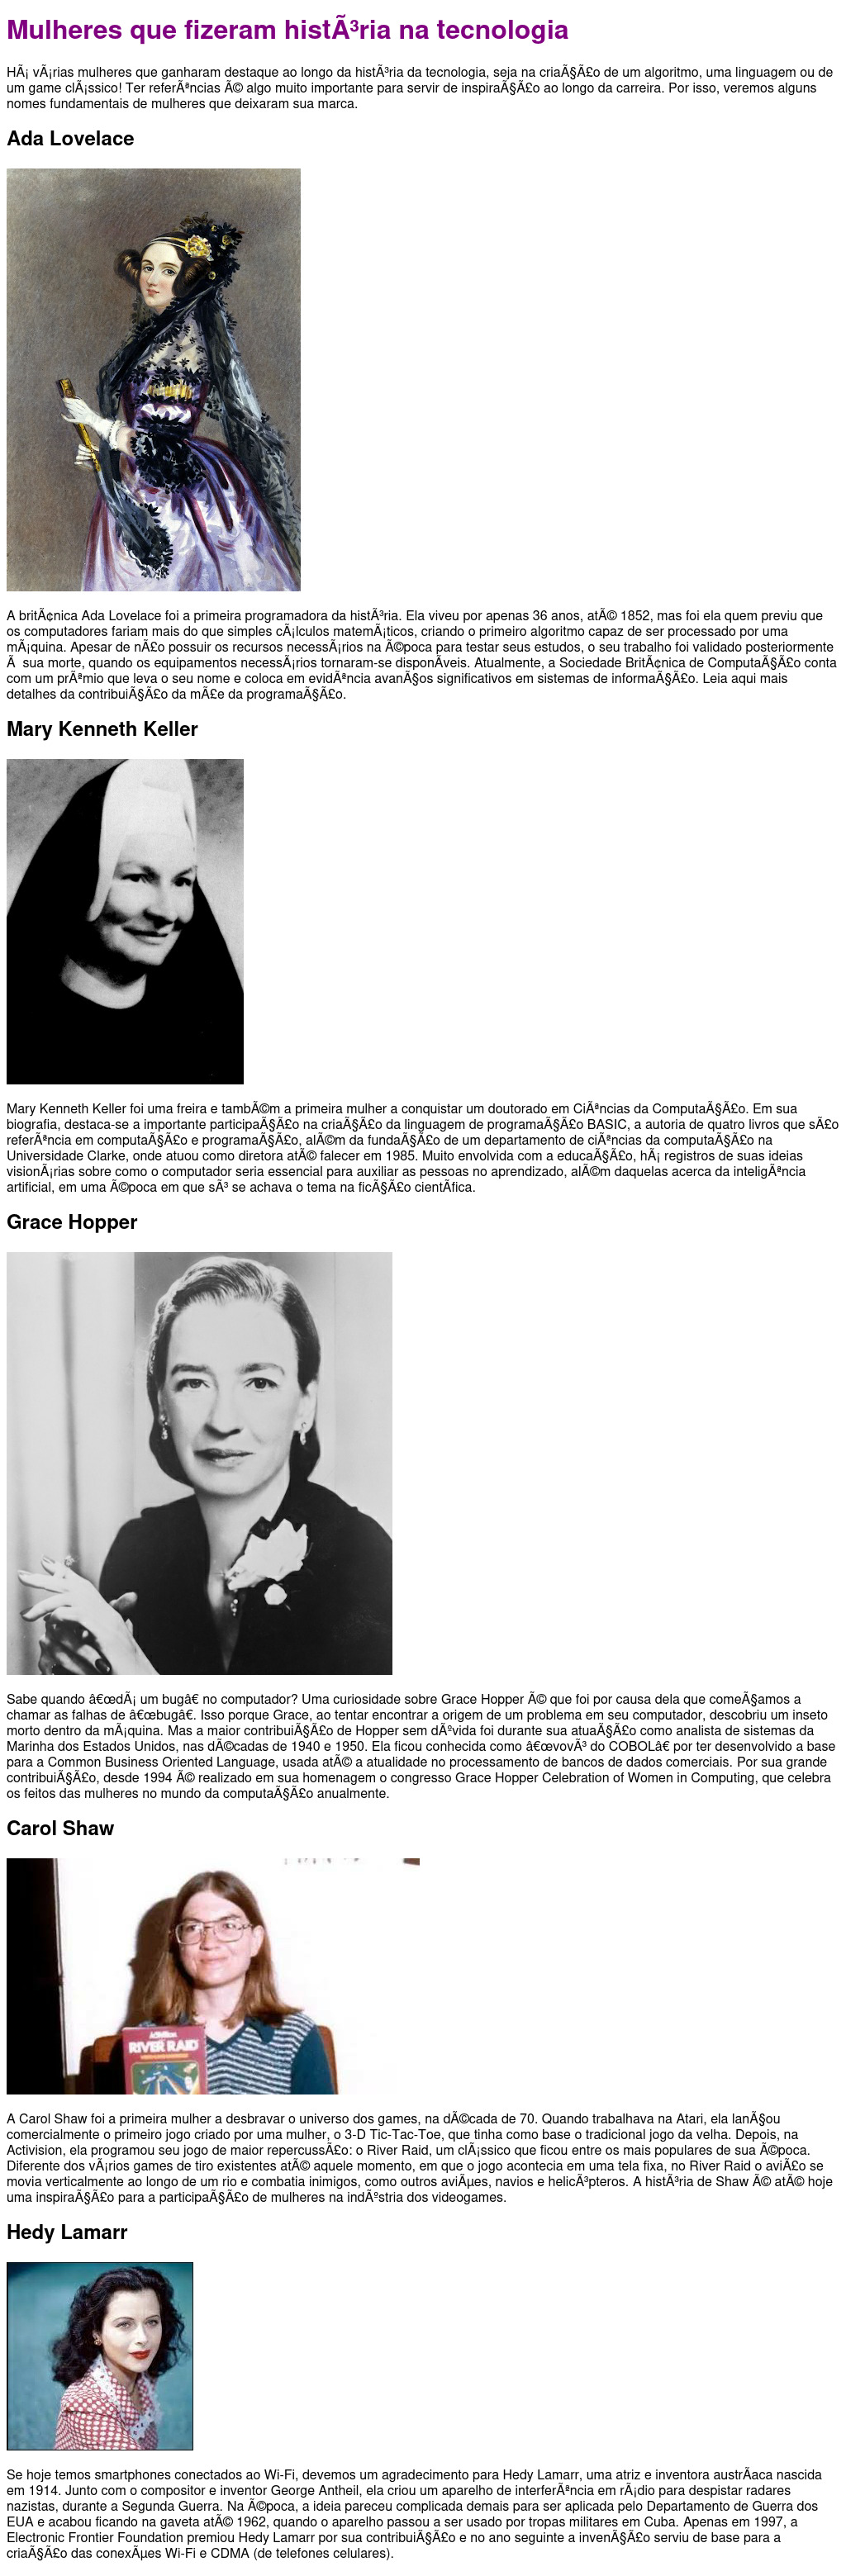 Mulheres que fizeram histÃ³ria na tecnologia
HÃ¡ vÃ¡rias mulheres que ganharam destaque ao longo da histÃ³ria da tecnologia, seja na criaÃ§Ã£o de um algoritmo, uma linguagem ou de
um game clÃ¡ssico! Ter referÃªncias Ã© algo muito importante para servir de inspiraÃ§Ã£o ao longo da carreira. Por isso, veremos alguns
nomes fundamentais de mulheres que deixaram sua marca.
Ada Lovelace
A britÃ¢nica Ada Lovelace foi a primeira programadora da histÃ³ria. Ela viveu por apenas 36 anos, atÃ© 1852, mas foi ela quem previu que
os computadores fariam mais do que simples cÃ¡lculos matemÃ¡ticos, criando o primeiro algoritmo capaz de ser processado por uma
mÃ¡quina. Apesar de nÃ£o possuir os recursos necessÃ¡rios na Ã©poca para testar seus estudos, o seu trabalho foi validado posteriormente
Ã  sua morte, quando os equipamentos necessÃ¡rios tornaram-se disponÃ­veis. Atualmente, a Sociedade BritÃ¢nica de ComputaÃ§Ã£o conta
com um prÃªmio que leva o seu nome e coloca em evidÃªncia avanÃ§os significativos em sistemas de informaÃ§Ã£o. Leia aqui mais
detalhes da contribuiÃ§Ã£o da mÃ£e da programaÃ§Ã£o.
Mary Kenneth Keller
Mary Kenneth Keller foi uma freira e tambÃ©m a primeira mulher a conquistar um doutorado em CiÃªncias da ComputaÃ§Ã£o. Em sua
biografia, destaca-se a importante participaÃ§Ã£o na criaÃ§Ã£o da linguagem de programaÃ§Ã£o BASIC, a autoria de quatro livros que sÃ£o
referÃªncia em computaÃ§Ã£o e programaÃ§Ã£o, alÃ©m da fundaÃ§Ã£o de um departamento de ciÃªncias da computaÃ§Ã£o na
Universidade Clarke, onde atuou como diretora atÃ© falecer em 1985. Muito envolvida com a educaÃ§Ã£o, hÃ¡ registros de suas ideias
visionÃ¡rias sobre como o computador seria essencial para auxiliar as pessoas no aprendizado, alÃ©m daquelas acerca da inteligÃªncia
artificial, em uma Ã©poca em que sÃ³ se achava o tema na ficÃ§Ã£o cientÃ­fica.
Grace Hopper
Sabe quando â€œdÃ¡ um bugâ€ no computador? Uma curiosidade sobre Grace Hopper Ã© que foi por causa dela que comeÃ§amos a
chamar as falhas de â€œbugâ€. Isso porque Grace, ao tentar encontrar a origem de um problema em seu computador, descobriu um inseto
morto dentro da mÃ¡quina. Mas a maior contribuiÃ§Ã£o de Hopper sem dÃºvida foi durante sua atuaÃ§Ã£o como analista de sistemas da
Marinha dos Estados Unidos, nas dÃ©cadas de 1940 e 1950. Ela ficou conhecida como â€œvovÃ³ do COBOLâ€ por ter desenvolvido a base
para a Common Business Oriented Language, usada atÃ© a atualidade no processamento de bancos de dados comerciais. Por sua grande
contribuiÃ§Ã£o, desde 1994 Ã© realizado em sua homenagem o congresso Grace Hopper Celebration of Women in Computing, que celebra
os feitos das mulheres no mundo da computaÃ§Ã£o anualmente.
Carol Shaw
ACTIVISION
RIVER RAID
A Carol Shaw foi a primeira mulher a desbravar o universo dos games, na dÃ©cada de 70. Quando trabalhava na Atari, ela lanÃ§ou
comercialmente o primeiro jogo criado por uma mulher, o 3-D Tic-Tac-Toe, que tinha como base o tradicional jogo da velha. Depois, na
Activision, ela programou seu jogo de maior repercussÃ£o: o River Raid, um clÃ¡ssico que ficou entre os mais populares de sua Ã©poca.
Diferente dos vÃ¡rios games de tiro existentes atÃ© aquele momento, em que o jogo acontecia em uma tela fixa, no River Raid o aviÃ£o se
movia verticalmente ao longo de um rio e combatia inimigos, como outros aviÃµes, navios e helicÃ³pteros. A histÃ³ria de Shaw Ã© atÃ© hoje
uma inspiraÃ§Ã£o para a participaÃ§Ã£o de mulheres na indÃºstria dos videogames.
Hedy Lamarr
Se hoje temos smartphones conectados ao Wi-Fi, devemos um agradecimento para Hedy Lamarr, uma atriz e inventora austrÃ­aca nascida
em 1914. Junto com o compositor e inventor George Antheil, ela criou um aparelho de interferÃªncia em rÃ¡dio para despistar radares
nazistas, durante a Segunda Guerra. Na Ã©poca, a ideia pareceu complicada demais para ser aplicada pelo Departamento de Guerra dos
EUA e acabou ficando na gaveta atÃ© 1962, quando o aparelho passou a ser usado por tropas militares em Cuba. Apenas em 1997, a
Electronic Frontier Foundation premiou Hedy Lamarr por sua contribuiÃ§Ã£o e no ano seguinte a invenÃ§Ã£o serviu de base para a
criaÃ§Ã£o das conexÃµes Wi-Fi e CDMA (de telefones celulares).